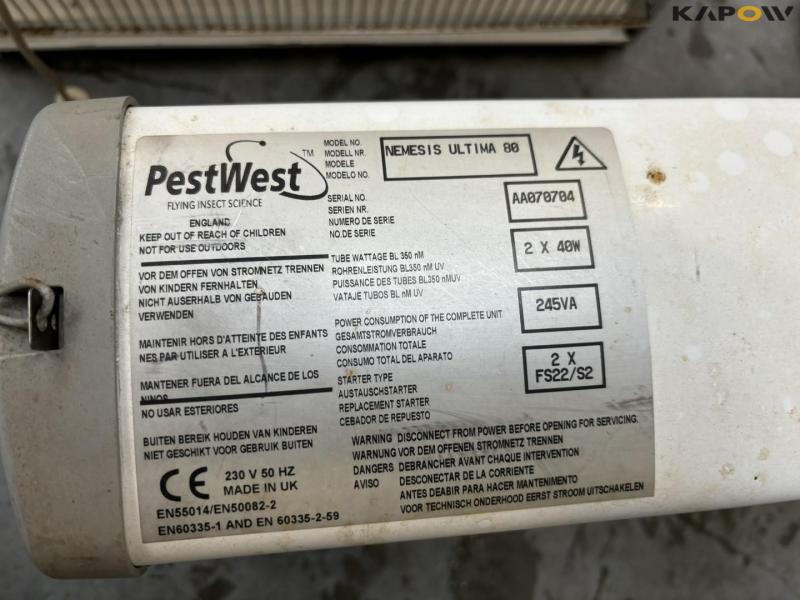 KAPOW
PestWest™
FLYING INSECT SCIENCE
ENGLAND
KEEP OUT OF REACH OF CHILDREN
NOT FOR USE OUTDOORS
VOR DEM OFFEN VON STROMNETZ TRENNEN
VON KINDERN FERNHALTEN
NICHT AUSERHALB VON GEBAUDEN
VERWENDEN
MAINTENIR HORS D'ATTEINTE DES ENFANTS
NES PAR UTILISER A L'EXTERIEUR
MANTENER FUERA DEL ALCANCE DE LOS
NINOS
NO USAR ESTERIORES
BUITEN BEREIK HOUDEN VAN KINDEREN
NIET GESCHIKT VOOR GEBRUIK BUITEN
CE
230 V 50 HZ
MADE IN UK
EN55014/EN50082-2
EN60335-1 AND EN 60335-2-59
MODEL NO.
MODELL NR.
MODELE
MODELO NO.
NEMESIS ULTIMA 80
SERIAL NO.
SERIEN NR.
NUMERO DE SERIE
NO.DE SERIE
AA070704
TUBE WATTAGE BL 350 nM
ROHRENLEISTUNG BL350 nM UV
PUISSANCE DES TUBES BL350 nMUV
VATAJE TUBOS BL nM UV
2 X 40W
POWER CONSUMPTION OF THE COMPLETE UNIT
GESAMTSTROMVERBRAUCH
CONSOMMATION TOTALE
CONSUMO TOTAL DEL APARATO
245VA
STARTER TYPE
AUSTAUSCHSTARTER
REPLACEMENT STARTER
CEBADOR DE REPUESTO
2 X
FS22/S2
WARNING DISCONNECT FROM POWER BEFORE OPENING FOR SERVICING.
WARNUNG VOR DEM OFFENEN STROMNETZ TRENNEN
DANGERS DEBRANCHER AVANT CHAQUE INTERVENTION
AVISO DESCONECTAR DE LA CORRIENTE
ANTES DEABIR PARA HACER MANTENIMENTO
VOOR TECHNISCH ONDERHOUD EERST STROOM UITSCHAKELEN